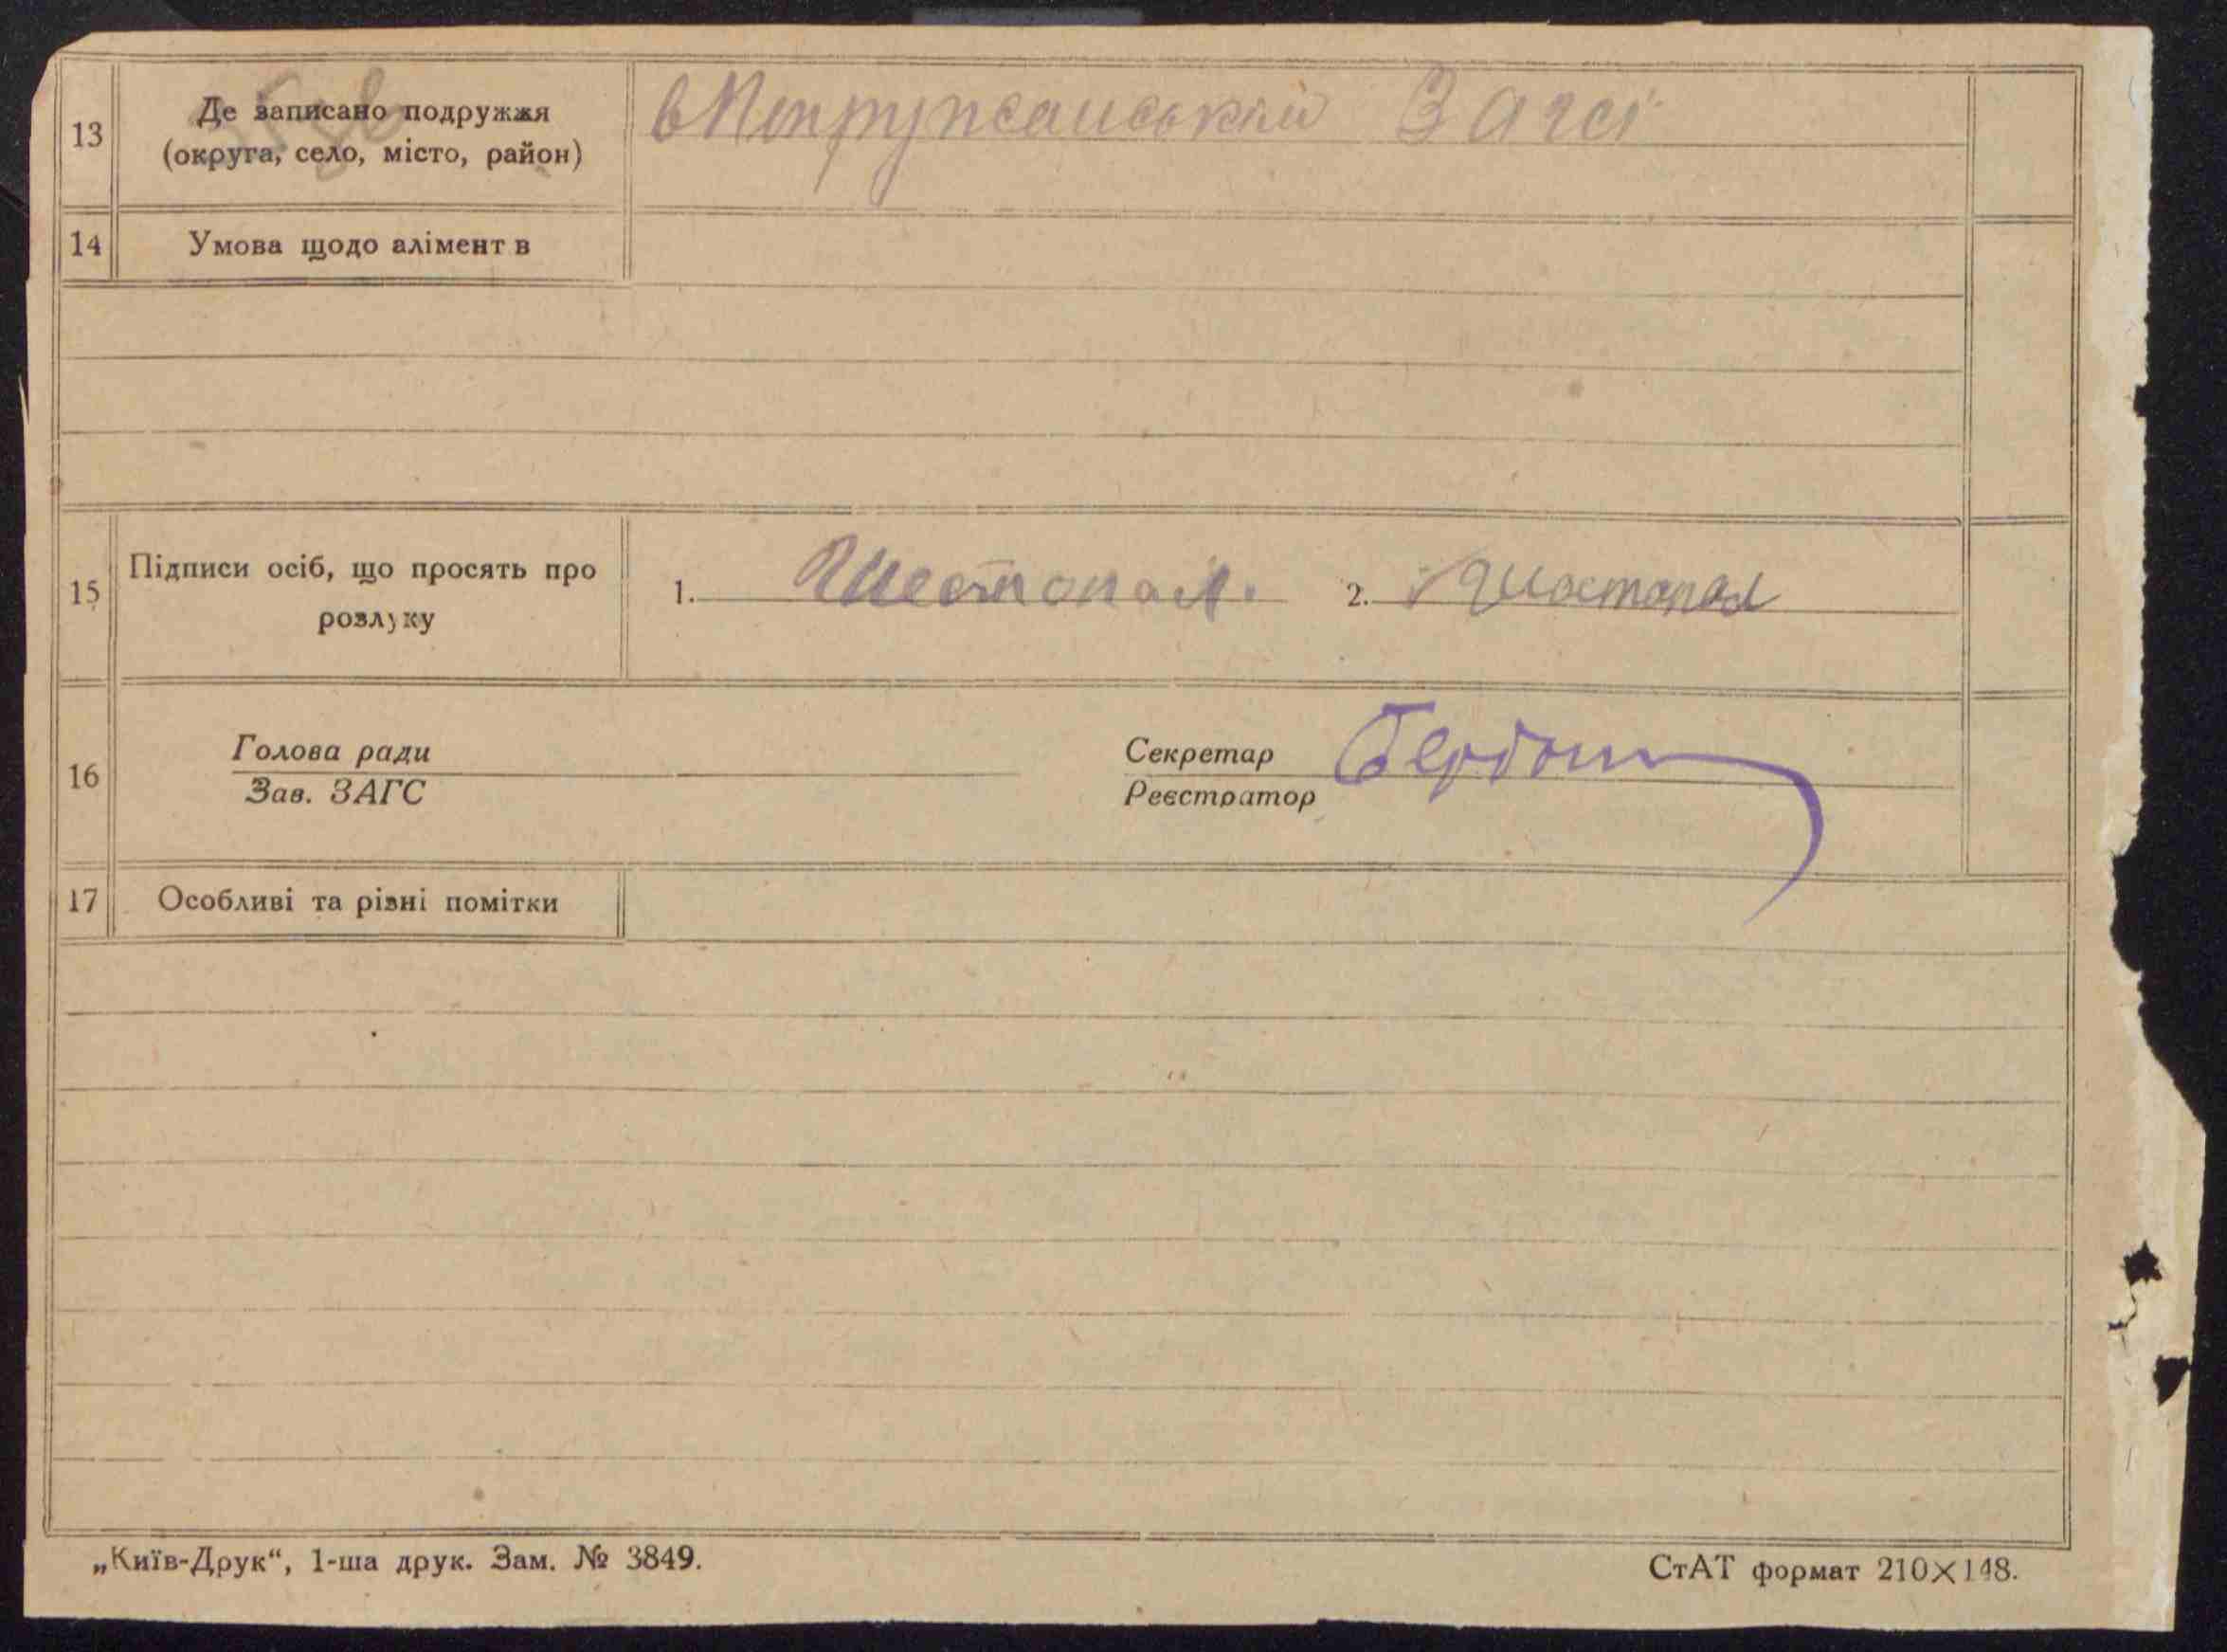 13
Де записано подружжя
(округа, село, місто, район)
в Загсі
14
Умова щодо алімент в
15
Підписи осіб, що просять про
розлуку
1. Шестопал. 2. Шостопал
16
Голова ради
Зав. ЗАГС
Секретар
Реєстратор
17
Особливі та різні помітки
„Київ-Друк“, 1-ша друк. Зам. № 3849.
СтАТ формат 210×148.